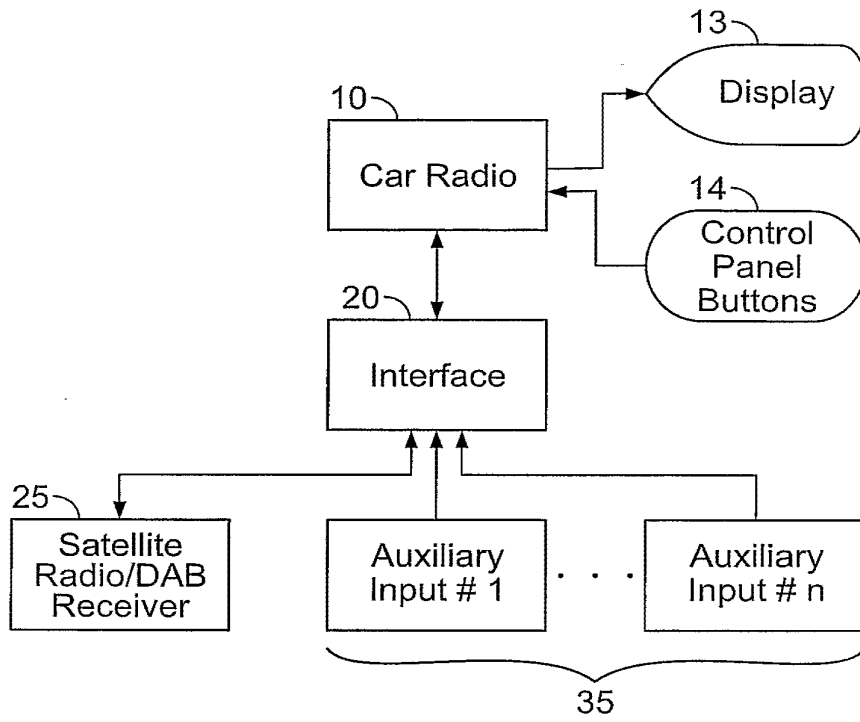 13
Display
10
Car Radio
14
Control
Panel
Buttons
20
Interface
25
Satellite
Radio/DAB
Receiver
Auxiliary
Input # 1
. . .
Auxiliary
Input # n
35